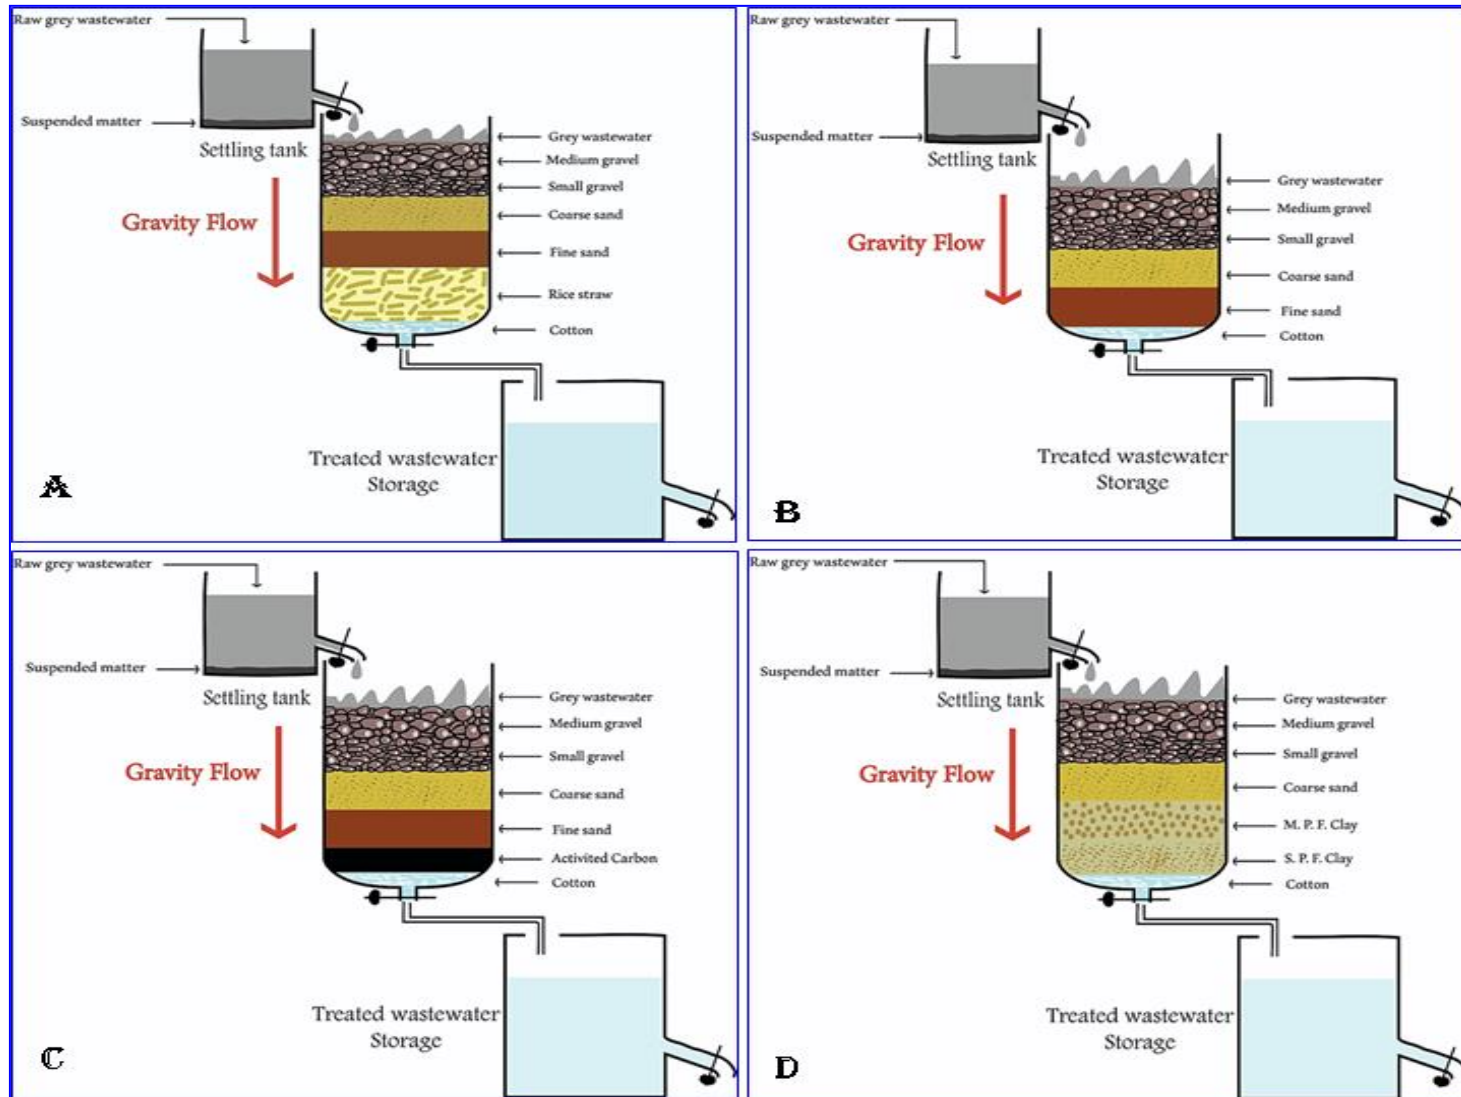 Raw grey wastewater
Suspended matter
Settling tank
Gravity Flow
Grey wastewater
Medium gravel
Small gravel
Coarse sand
Fine sand
Rice straw
Cotton
Treated wastewater
Storage
A
Raw grey wastewater
Suspended matter
Settling tank
Gravity Flow
Grey wastewater
Medium gravel
Small gravel
Coarse sand
Fine sand
Cotton
Treated wastewater
Storage
B
Raw grey wastewater
Suspended matter
Settling tank
Gravity Flow
Grey wastewater
Medium gravel
Small gravel
Coarse sand
Fine sand
Activited Carbon
Cotton
Treated wastewater
Storage
C
Raw grey wastewater
Suspended matter
Settling tank
Gravity Flow
Grey wastewater
Medium gravel
Small gravel
Coarse sand
M. P. F. Clay
S. P. F. Clay
Cotton
Treated wastewater
Storage
D